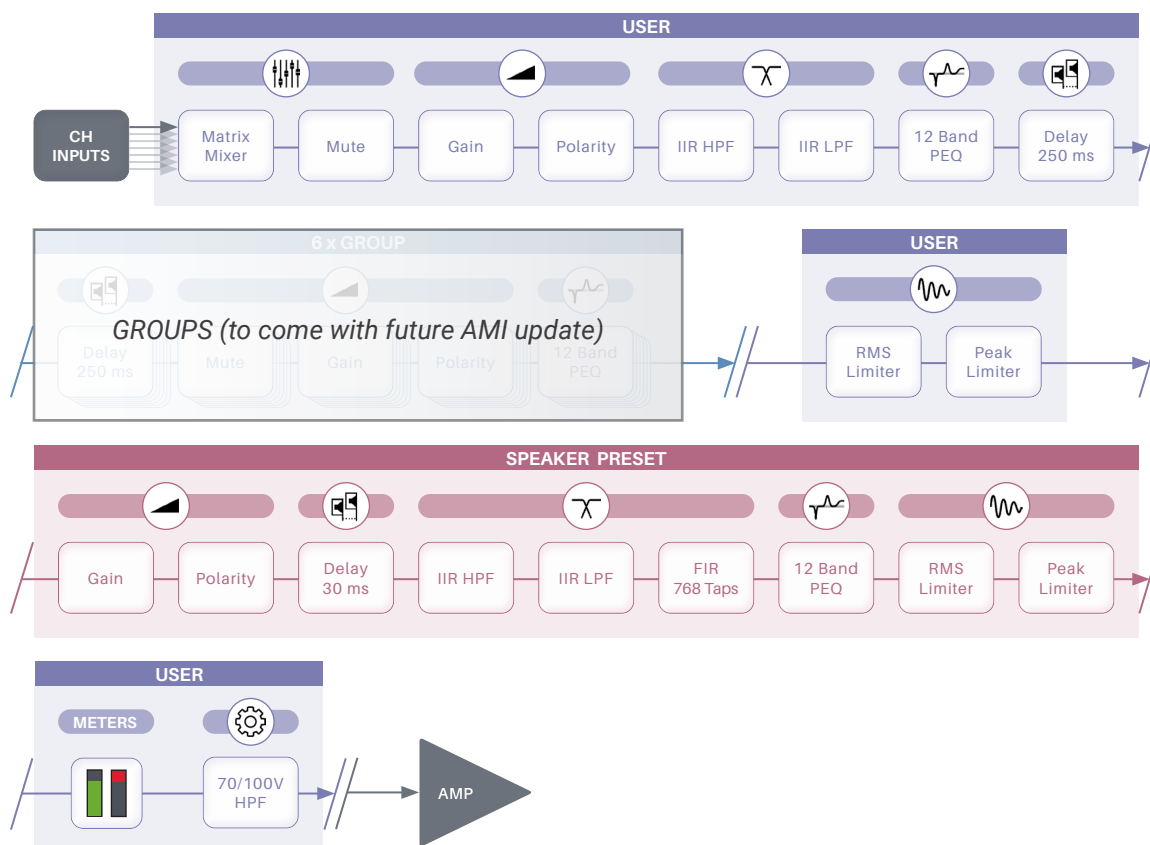 USER
CH
INPUTS
Matrix
Mixer
Mute
Gain
Polarity
IIR HPF
IIR LPF
12 Band
PEQ
Delay
250 ms
6 x GROUP
GROUPS (to come with future AMI update)
Delay
250 ms
Mute
Gain
Polarity
12 Band
PEQ
USER
RMS
Limiter
Peak
Limiter
SPEAKER PRESET
Gain
Polarity
Delay
30 ms
IIR HPF
IIR LPF
FIR
768 Taps
12 Band
PEQ
RMS
Limiter
Peak
Limiter
USER
METERS
70/100V
HPF
AMP